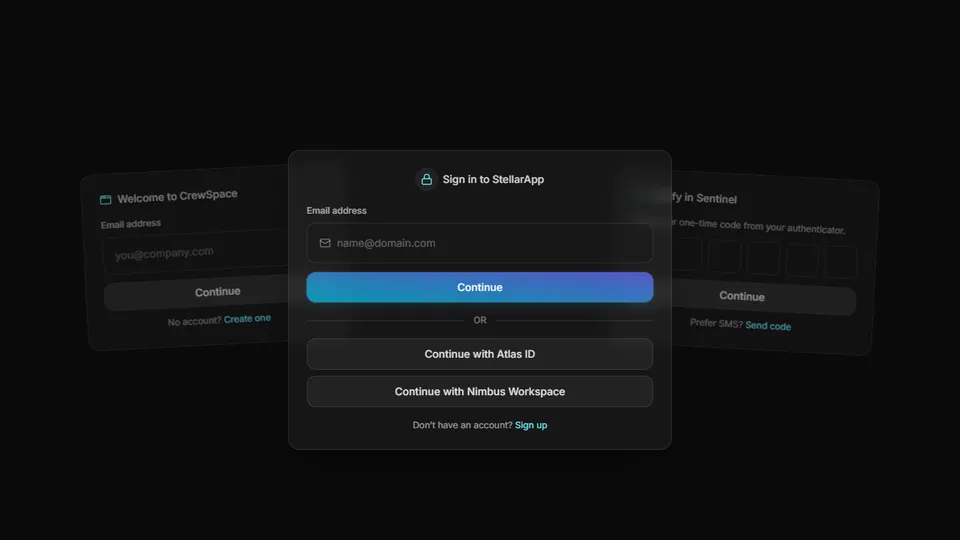 Welcome to CrewSpace
Email address
you@company.com
Continue
No account? Create one
Sign in to StellarApp
Email address
name@domain.com
Continue
OR
Continue with Atlas ID
Continue with Nimbus Workspace
Don't have an account? Sign up
in Sentinel
one-time code from your authenticator.
Continue
Prefer SMS? Send code